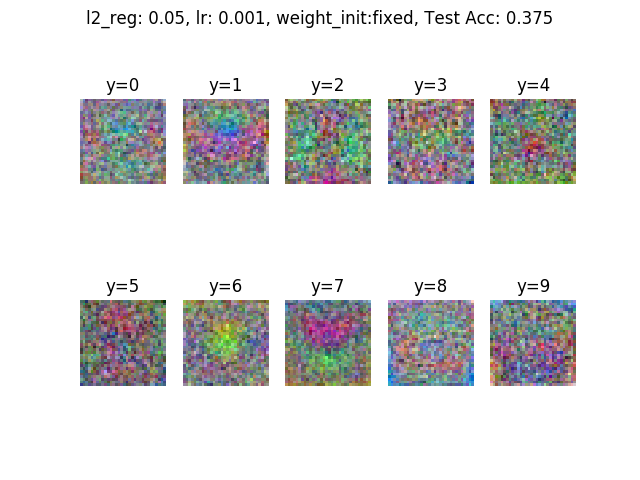 l2_reg: 0.05, lr: 0.001, weight_init:fixed, Test Acc: 0.375
y=0 y=1 y=2 y=3 y=4
y=5 y=6 y=7 y=8 y=9